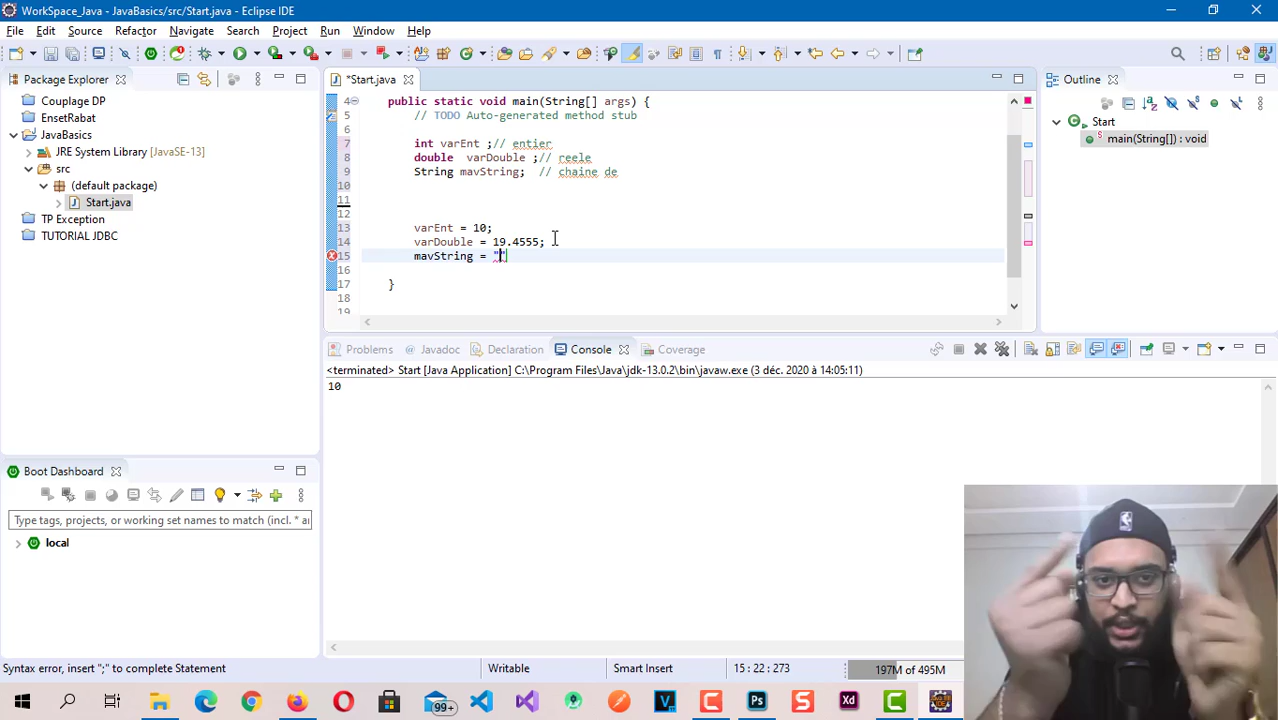 WorkSpace_Java - JavaBasics/src/Start.java - Eclipse IDE
File Edit Source Refactor Navigate Search Project Run Window Help
Package Explorer
Couplage DP
EnsetRabat
JavaBasics
JRE System Library [JavaSE-13]
src
(default package)
Start.java
TP Exception
TUTORIAL JDBC
*Start.java
4 public static void main(String[] args) {
5 // TODO Auto-generated method stub
6
7 int varEnt ;// entier
8 double varDouble ;// reele
9 String mavString; // chaine de
10
11
12
13 varEnt = 10;
14 varDouble = 19.4555;
15 mavString = ""
16
17 }
18
19
Outline
Start
main(String[]) : void
Problems Javadoc Declaration Console Coverage
<terminated> Start [Java Application] C:\Program Files\Java\jdk-13.0.2\bin\javaw.exe (3 déc. 2020 à 14:05:11)
10
Boot Dashboard
Type tags, projects, or working set names to match (incl. * ai
local
Syntax error, insert ";" to complete Statement
Writable
Smart Insert
15 : 22 : 273
197M of 495M
99+
V
Ps
S
Xd